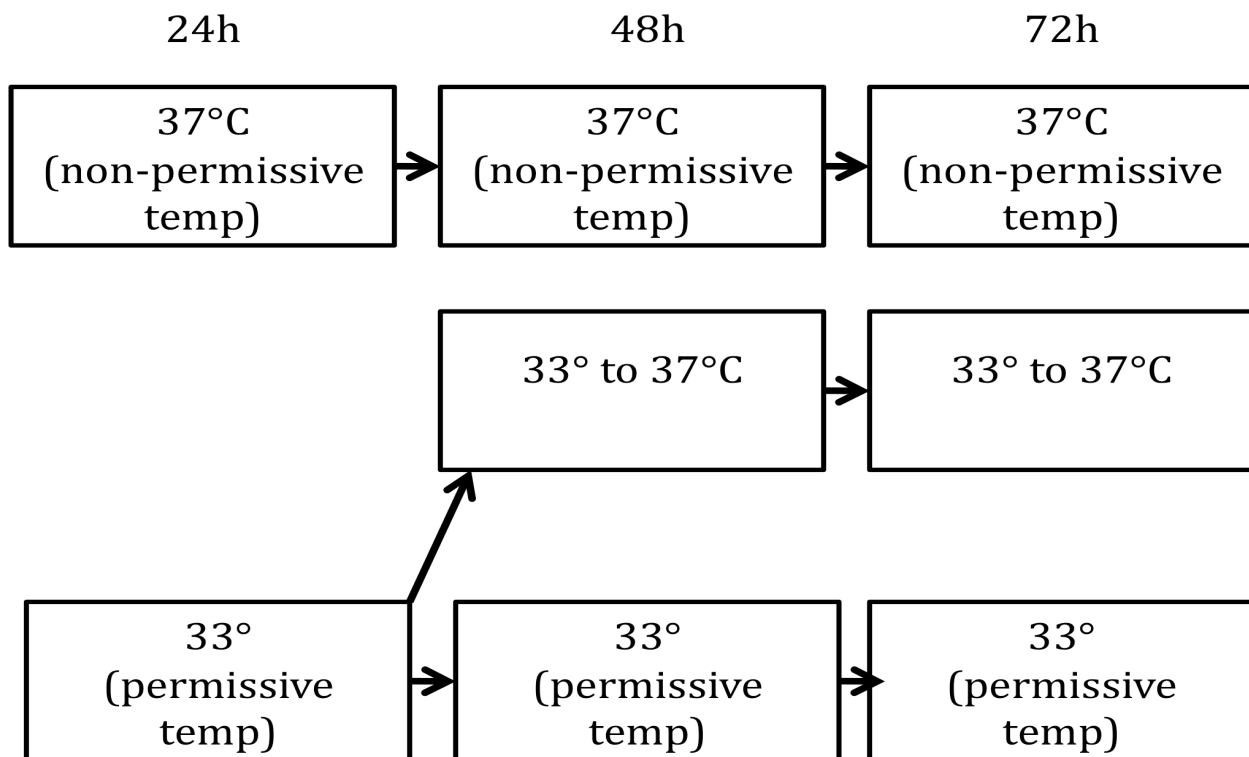 24h
48h
72h
37°C
(non-permissive
temp)
37°C
(non-permissive
temp)
37°C
(non-permissive
temp)
33° to 37°C
33° to 37°C
33°
(permissive
temp)
33°
(permissive
temp)
33°
(permissive
temp)